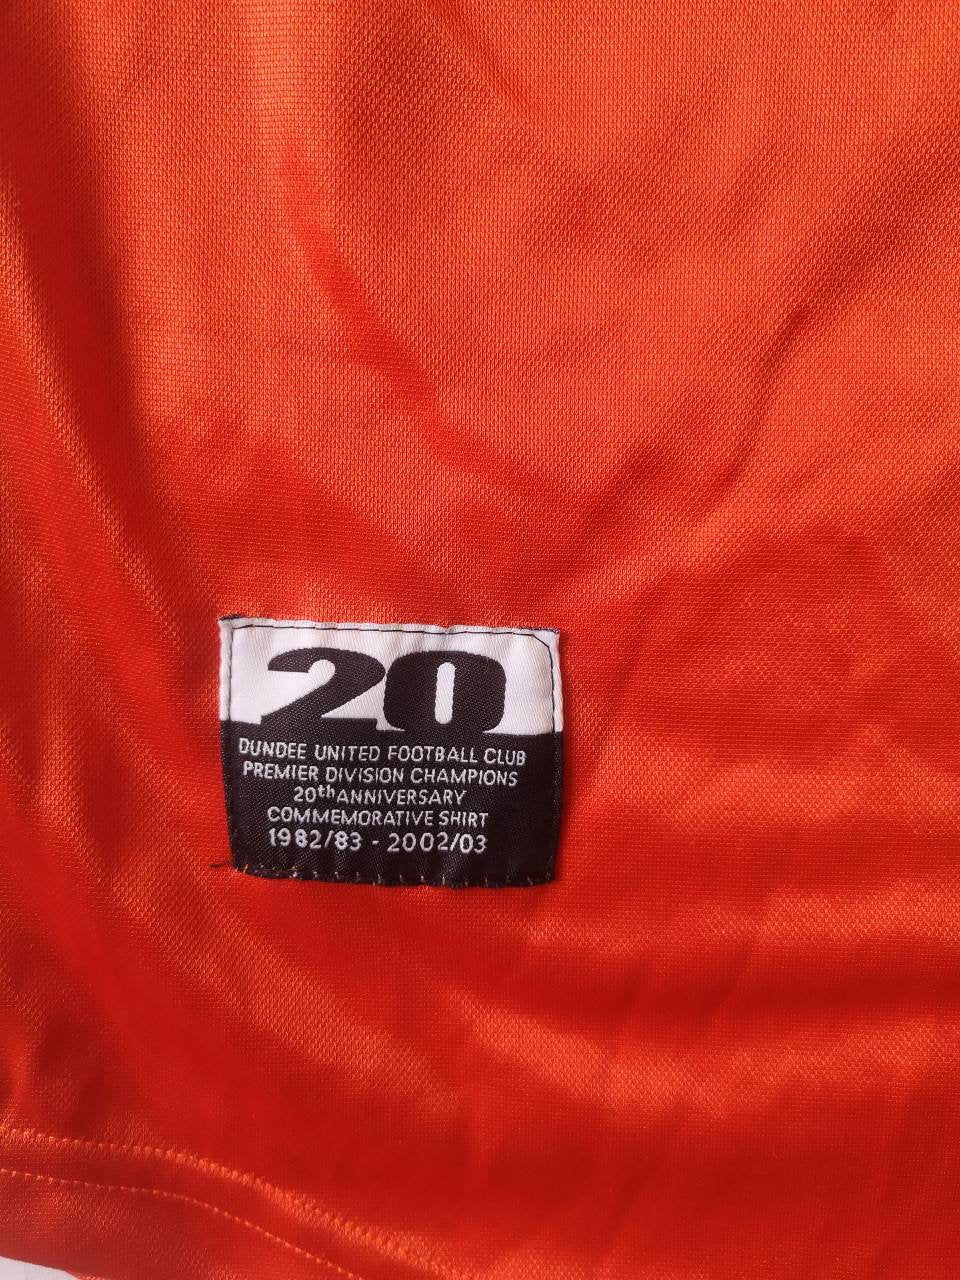 20
DUNDEE UNITED FOOTBALL CLUB
PREMIER DIVISION CHAMPIONS
20th ANNIVERSARY
COMMEMORATIVE SHIRT
1982/83 - 2002/03